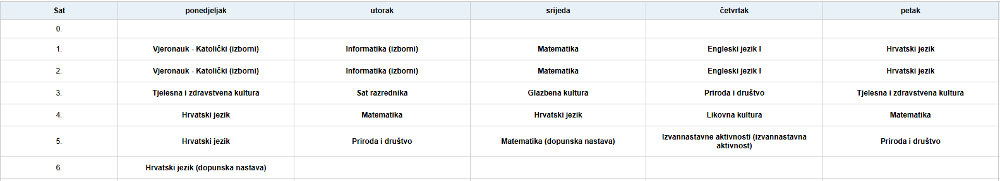 Sat ponedjeljak utorak srijeda četvrtak petak
0.
1. Vjeronauk - Katolički (izborni) Informatika (izborni) Matematika Engleski jezik I Hrvatski jezik
2. Vjeronauk - Katolički (izborni) Informatika (izborni) Matematika Engleski jezik I Hrvatski jezik
3. Tjelesna i zdravstvena kultura Sat razrednika Glazbena kultura Priroda i društvo Tjelesna i zdravstvena kultura
4. Hrvatski jezik Matematika Hrvatski jezik Likovna kultura Matematika
5. Hrvatski jezik Priroda i društvo Matematika (dopunska nastava) Izvannastavne aktivnosti (izvannastavna
aktivnost) Priroda i društvo
6. Hrvatski jezik (dopunska nastava)